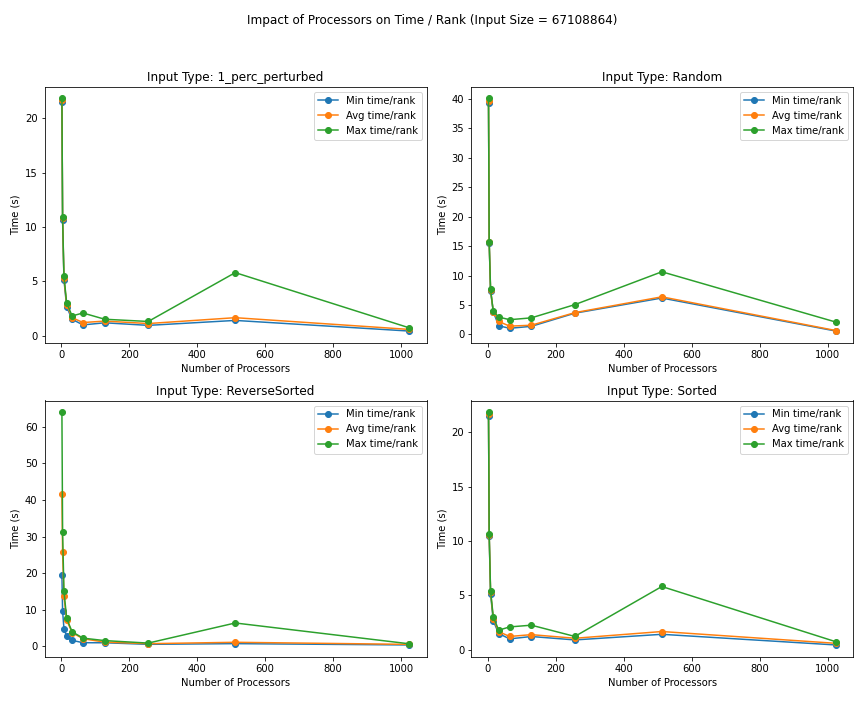 Impact of Processors on Time / Rank (Input Size = 67108864)
Input Type: 1_perc_perturbed
Min time/rank
Avg time/rank
Max time/rank
Time (s)
20
15
10
5
0
0
200
400
600
800
1000
Number of Processors
Input Type: Random
Min time/rank
Avg time/rank
Max time/rank
Time (s)
40
35
30
25
20
15
10
5
0
0
200
400
600
800
1000
Number of Processors
Input Type: ReverseSorted
Min time/rank
Avg time/rank
Max time/rank
Time (s)
60
50
40
30
20
10
0
0
200
400
600
800
1000
Number of Processors
Input Type: Sorted
Min time/rank
Avg time/rank
Max time/rank
Time (s)
20
15
10
5
0
0
200
400
600
800
1000
Number of Processors